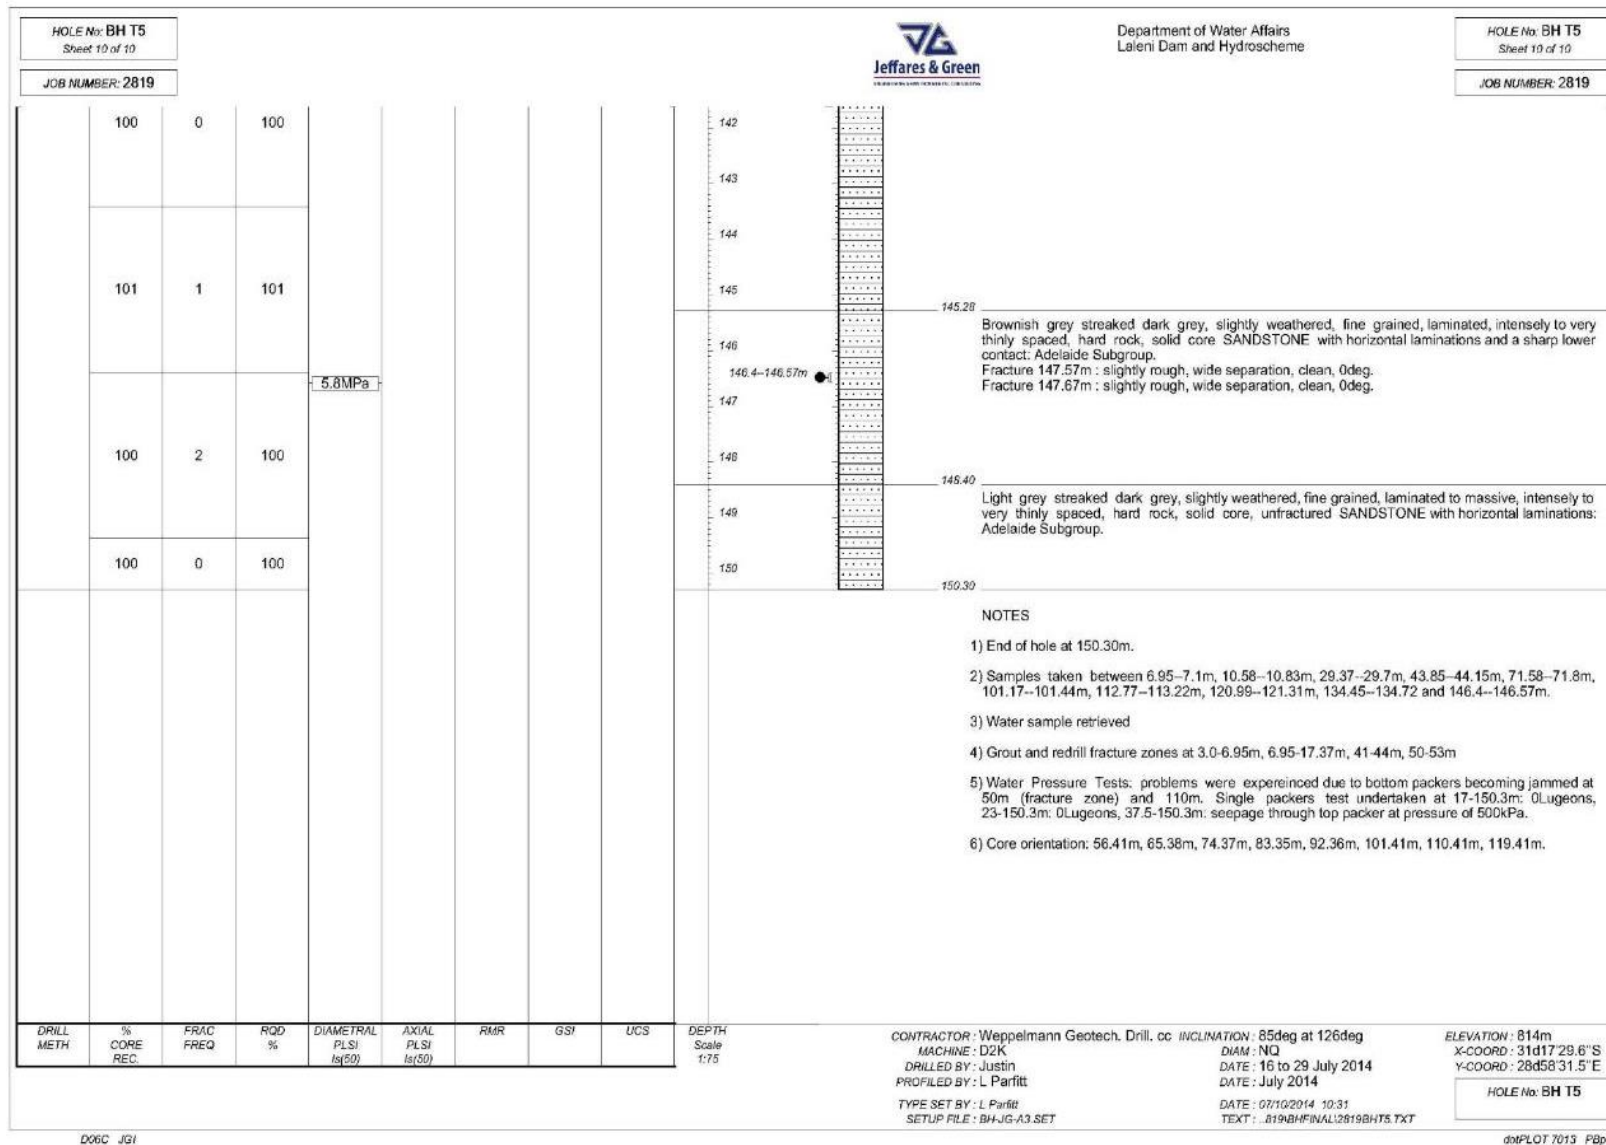 HOLE No: BH T5
Sheet 10 of 10
JOB NUMBER: 2819
Jeffares & Green
Department of Water Affairs
Laleni Dam and Hydroscheme
HOLE No: BH T5
Sheet 10 of 10
JOB NUMBER: 2819
100 0 100
142
143
144
101 1 101
145
145.28
Brownish grey streaked dark grey, slightly weathered, fine grained, laminated, intensely to very
thinly spaced, hard rock, solid core SANDSTONE with horizontal laminations and a sharp lower
contact: Adelaide Subgroup.
Fracture 147.57m : slightly rough, wide separation, clean, 0deg.
Fracture 147.67m : slightly rough, wide separation, clean, 0deg.
146
146.4--146.57m
5.8MPa
147
100 2 100
148
148.40
Light grey streaked dark grey, slightly weathered, fine grained, laminated to massive, intensely to
very thinly spaced, hard rock, solid core, unfractured SANDSTONE with horizontal laminations:
Adelaide Subgroup.
149
100 0 100
150
150.30
NOTES
1) End of hole at 150.30m.
2) Samples taken between 6.95--7.1m, 10.58--10.83m, 29.37--29.7m, 43.85--44.15m, 71.58--71.8m,
101.17--101.44m, 112.77--113.22m, 120.99--121.31m, 134.45--134.72 and 146.4--146.57m.
3) Water sample retrieved
4) Grout and redrill fracture zones at 3.0-6.95m, 6.95-17.37m, 41-44m, 50-53m
5) Water Pressure Tests: problems were expereinced due to bottom packers becoming jammed at
50m (fracture zone) and 110m. Single packers test undertaken at 17-150.3m: 0Lugeons,
23-150.3m: 0Lugeons, 37.5-150.3m: seepage through top packer at pressure of 500kPa.
6) Core orientation: 56.41m, 65.38m, 74.37m, 83.35m, 92.36m, 101.41m, 110.41m, 119.41m.
DRILL METH
% CORE REC.
FRAC FREQ
RQD %
DIAMETRAL PLSI Is(50)
AXIAL PLSI Is(50)
RMR
GSI
UCS
DEPTH Scale 1:75
CONTRACTOR : Weppelmann Geotech. Drill. cc INCLINATION : 85deg at 126deg ELEVATION : 814m
MACHINE : D2K DIAM : NQ X-COORD : 31d17'29.6"S
DRILLED BY : Justin DATE : 16 to 29 July 2014 Y-COORD : 28d58'31.5"E
PROFILED BY : L Parfitt DATE : July 2014
HOLE No: BH T5
TYPE SET BY : L Parfitt DATE : 07/10/2014 10:31
SETUP FILE : BH-JG-A3.SET TEXT : ..819\BHFINAL\2819BHT5.TXT
D06C JGI
dotPLOT 7013 PBp